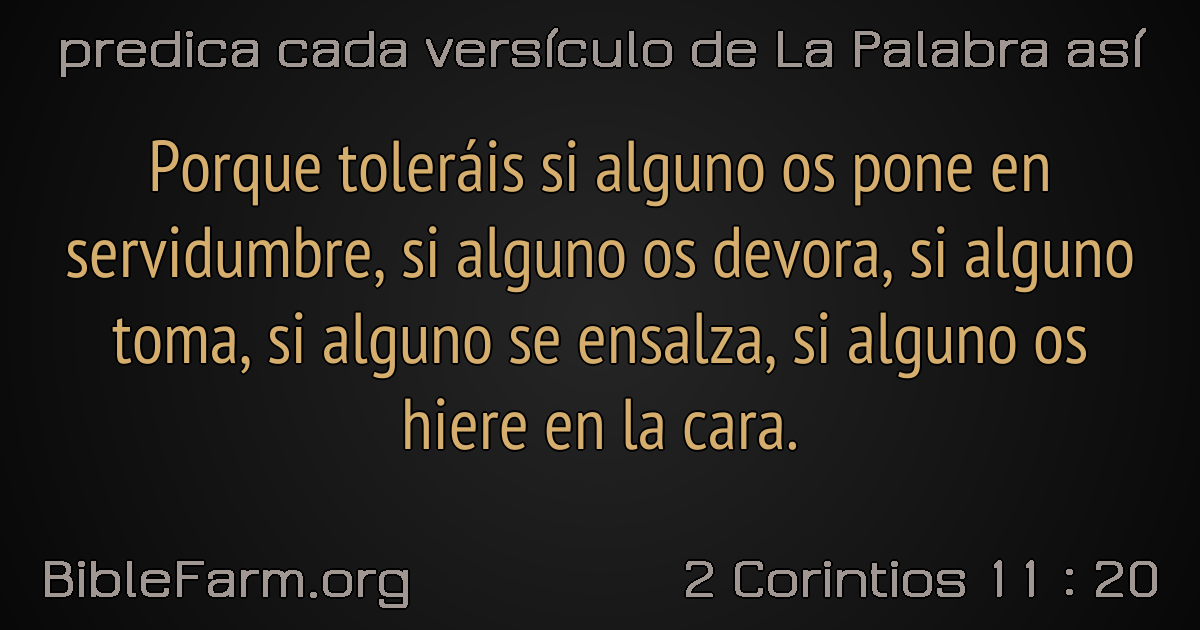 predica cada versículo de La Palabra así
Porque toleráis si alguno os pone en
servidumbre, si alguno os devora, si alguno
toma, si alguno se ensalza, si alguno os
hiere en la cara.
BibleFarm.org
2 Corintios 11 : 20